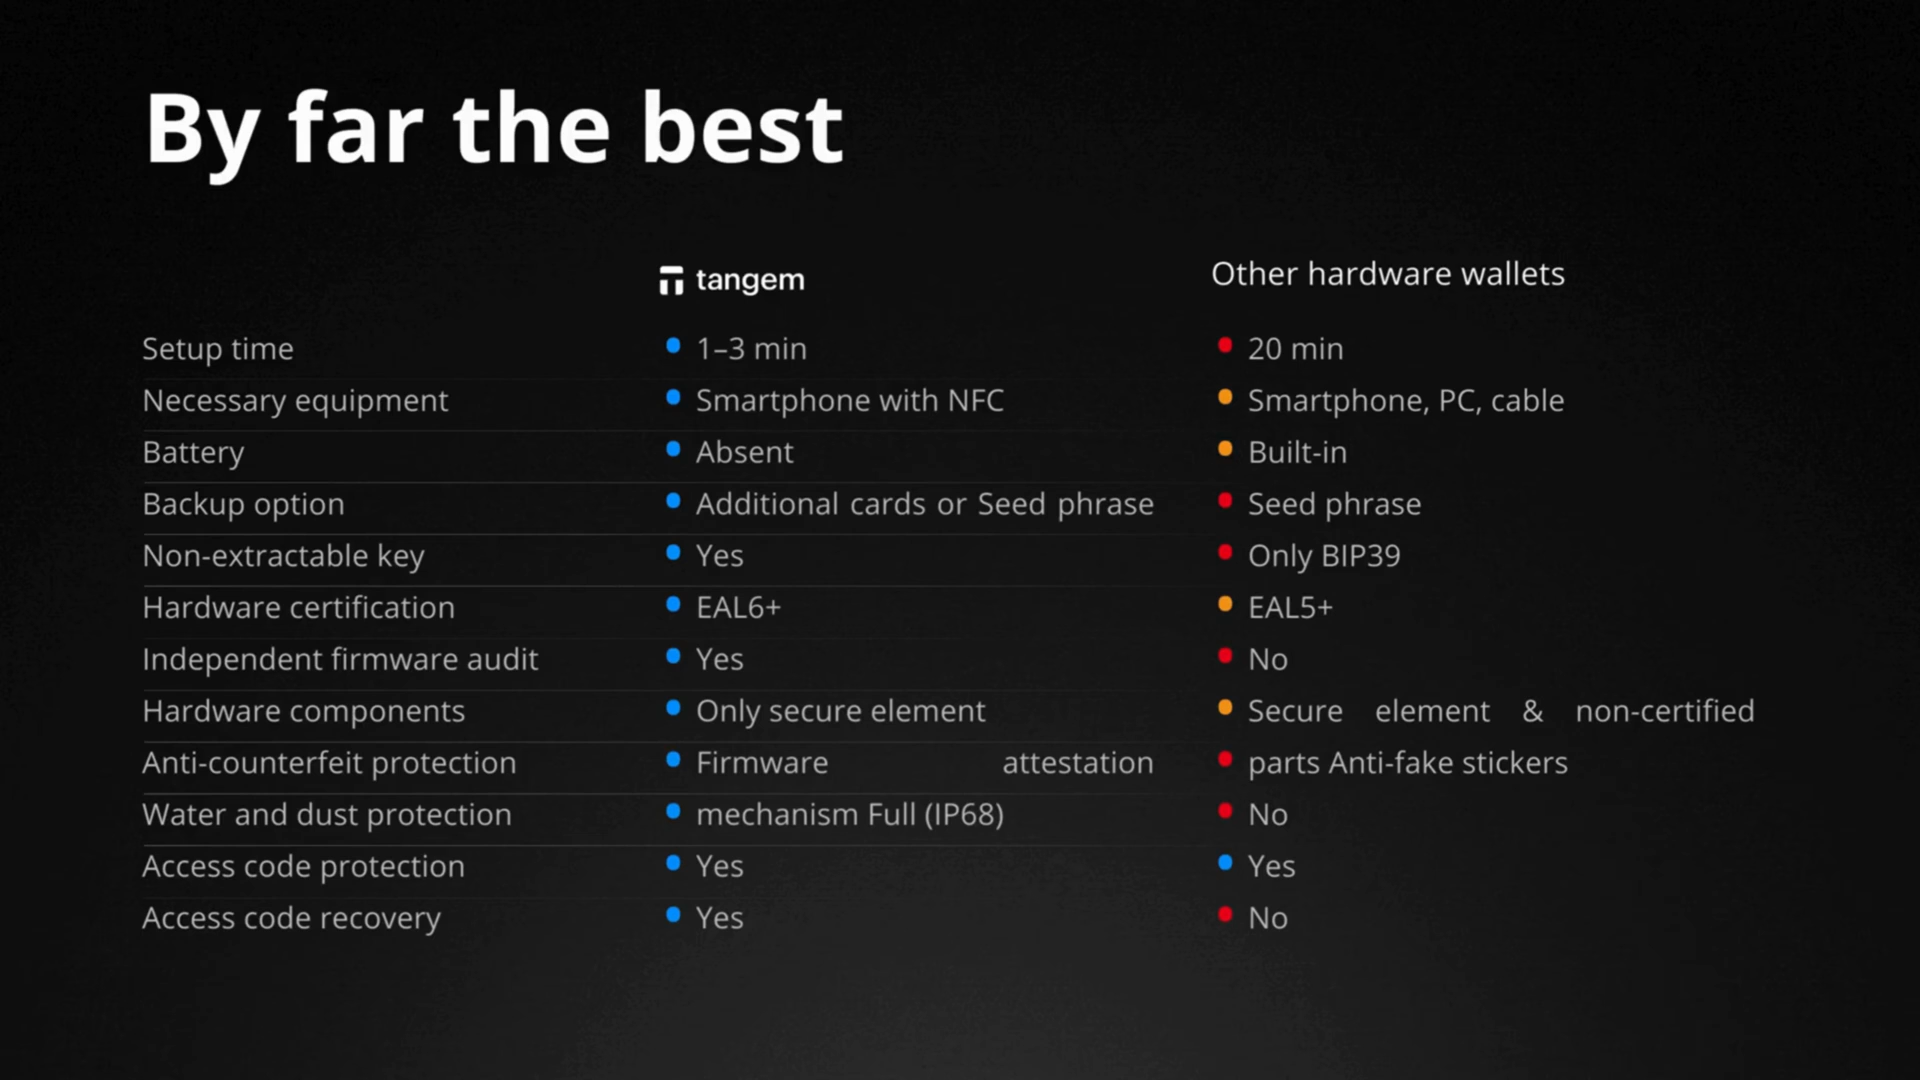 By far the best
tangem Other hardware wallets
Setup time 1–3 min 20 min
Necessary equipment Smartphone with NFC Smartphone, PC, cable
Battery Absent Built-in
Backup option Additional cards or Seed phrase Seed phrase
Non-extractable key Yes Only BIP39
Hardware certification EAL6+ EAL5+
Independent firmware audit Yes No
Hardware components Only secure element Secure element & non-certified
Anti-counterfeit protection Firmware attestation parts Anti-fake stickers
Water and dust protection mechanism Full (IP68) No
Access code protection Yes Yes
Access code recovery Yes No